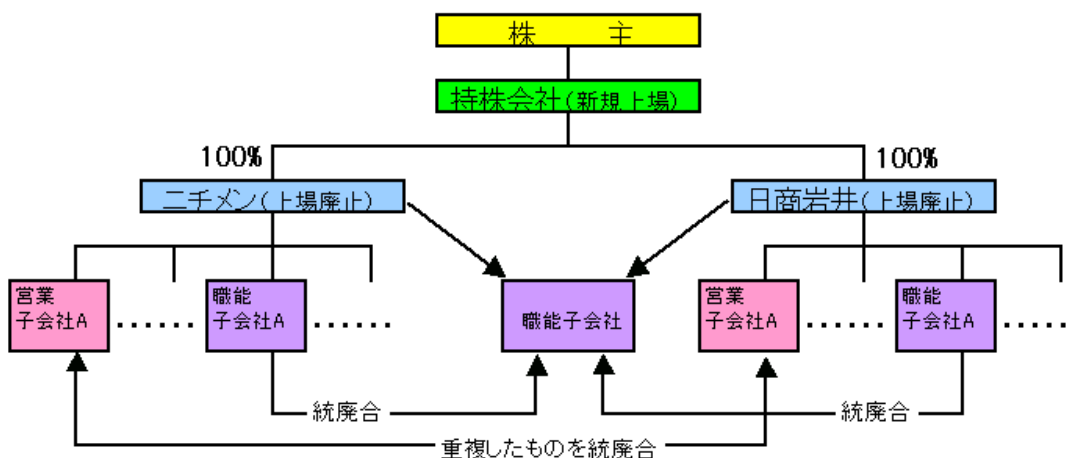 株　　　主
持株会社(新規上場)
100%
100%
ニチメン(上場廃止)
日商岩井(上場廃止)
営業
子会社A
‥‥‥
職能
子会社A
‥‥‥
職能子会社
営業
子会社A
‥‥‥
職能
子会社A
‥‥‥
統廃合
統廃合
重複したものを統廃合